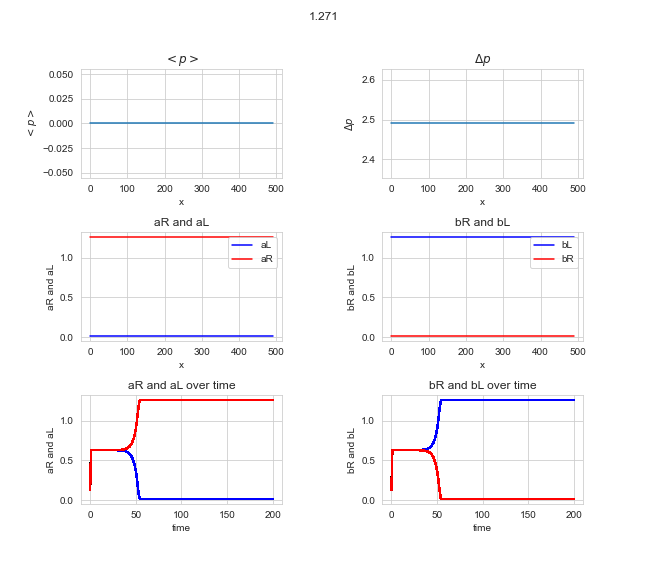 1.271
< p >
Δp
0.050
0.025
0.000
−0.025
−0.050
< p >
0 100 200 300 400 500
x
2.6
2.5
2.4
Δp
0 100 200 300 400 500
x
aR and aL
bR and bL
1.0
0.5
0.0
aR and aL
aL
aR
0 100 200 300 400 500
x
1.0
0.5
0.0
bR and bL
bL
bR
0 100 200 300 400 500
x
aR and aL over time
bR and bL over time
1.0
0.5
0.0
aR and aL
0 50 100 150 200
time
1.0
0.5
0.0
bR and bL
0 50 100 150 200
time